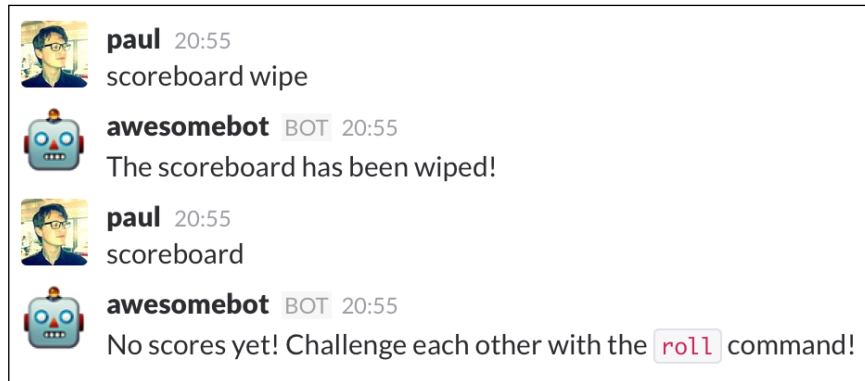 paul 20:55
scoreboard wipe
awesomebot BOT 20:55
The scoreboard has been wiped!
paul 20:55
scoreboard
awesomebot BOT 20:55
No scores yet! Challenge each other with the roll command!